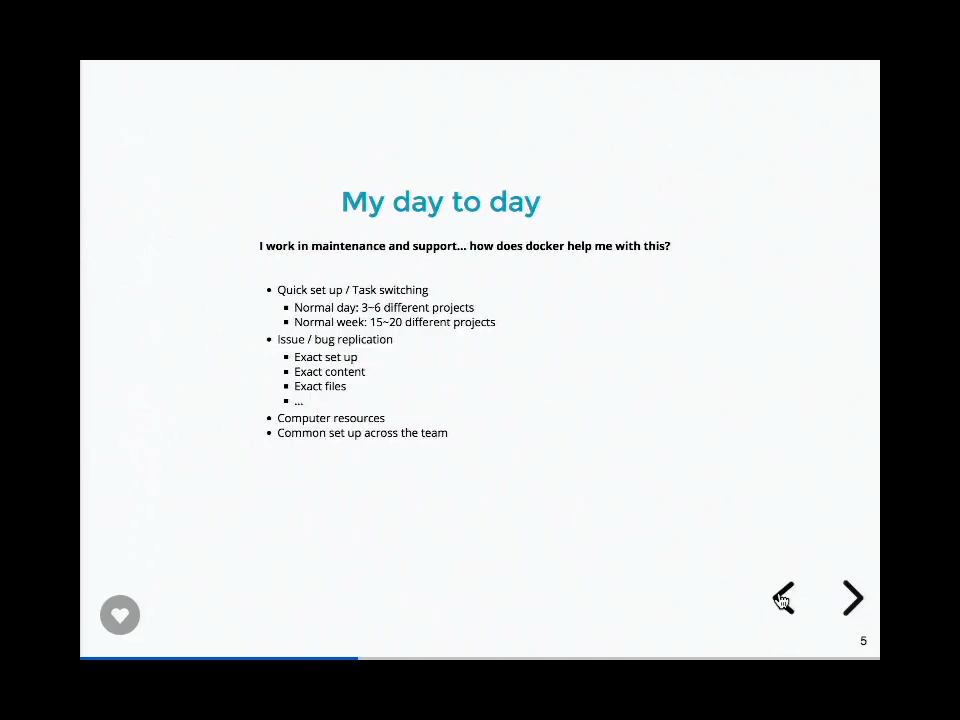 My day to day
I work in maintenance and support... how does docker help me with this?
• Quick set up / Task switching
▪ Normal day: 3~6 different projects
▪ Normal week: 15~20 different projects
• Issue / bug replication
▪ Exact set up
▪ Exact content
▪ Exact files
▪ ...
• Computer resources
• Common set up across the team
5